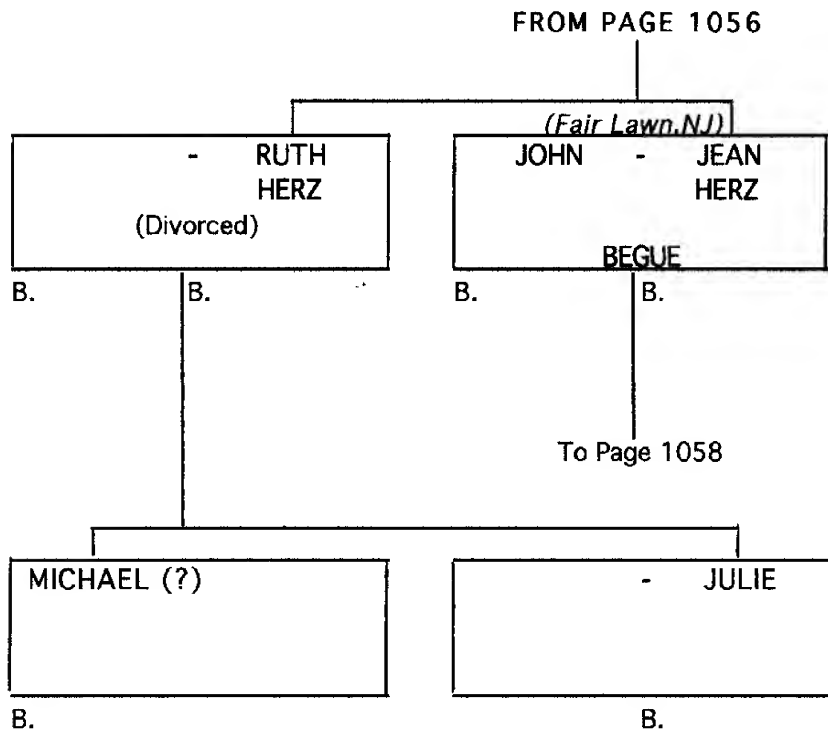 FROM PAGE 1056
(Fair Lawn,NJ)
- RUTH
HERZ
(Divorced)
B. B.
JOHN - JEAN
HERZ
BEGUE
B. B.
To Page 1058
MICHAEL (?)
B.
- JULIE
B.